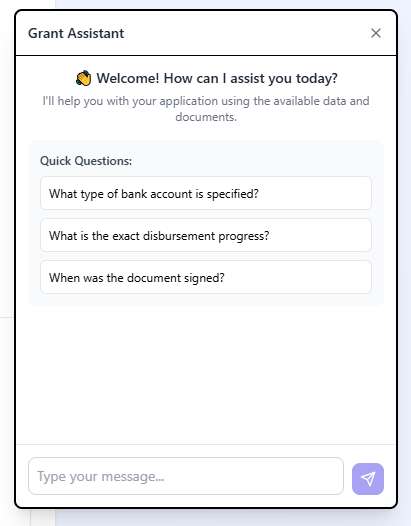 Grant Assistant
👋 Welcome! How can I assist you today?
I'll help you with your application using the available data and
documents.
Quick Questions:
What type of bank account is specified?
What is the exact disbursement progress?
When was the document signed?
Type your message...